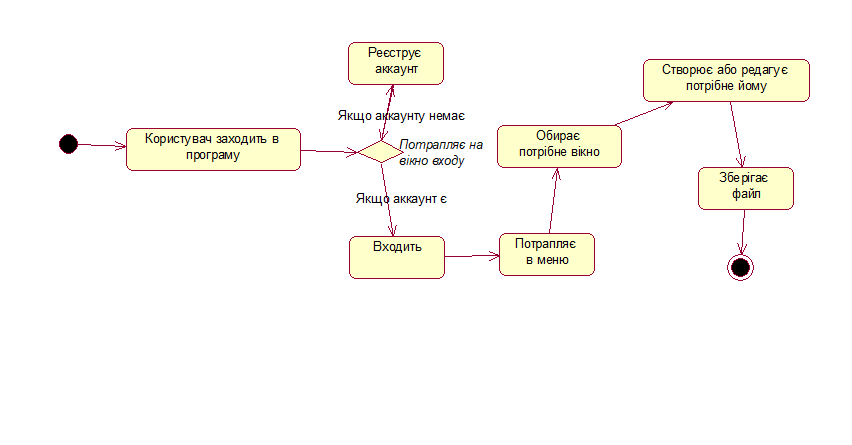 Реєструє
аккаунт
Якщо аккаунту немає
Користувач заходить в
програму
Потрапляє на
вікно входу
Якщо аккаунт є
Входить
Потрапляє
в меню
Обирає
потрібне вікно
Створює або редагує
потрібне йому
Зберігає
файл